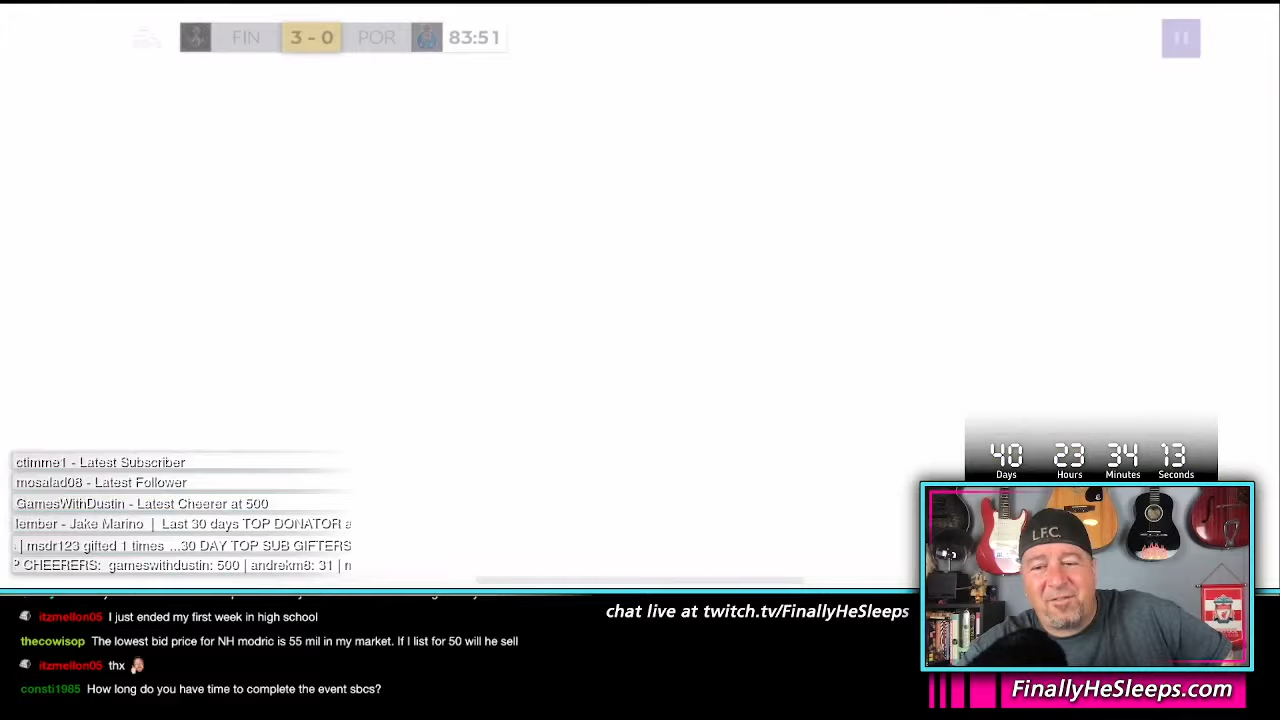 FIN 3 - 0 POR 83:51
40 23 34 13
Days Hours Minutes Seconds
ctimme1 - Latest Subscriber
mosalad08 - Latest Follower
GamesWithDustin - Latest Cheerer at 500
lember - Jake Marino | Last 30 days TOP DONATOR a
| msdr123 gifted 1 times ...30 DAY TOP SUB GIFTERS
CHEERERS: gameswithdustin: 500 | andrekm8: 31 |
L.F.C.
chat live at twitch.tv/FinallyHeSleeps
itzmellon05 I just ended my first week in high school
thecowisop The lowest bid price for NH modric is 55 mil in my market. If I list for 50 will he sell
itzmellon05 thx
consti1985 How long do you have time to complete the event sbcs?
FinallyHeSleeps.com